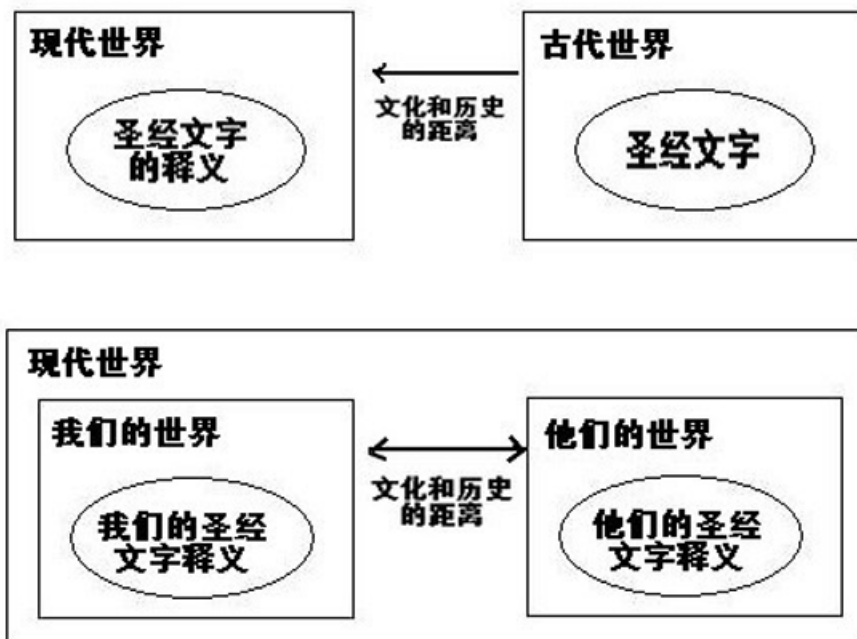 现代世界
圣经文字
的释义
文化和历史
的距离
古代世界
圣经文字
现代世界
我们的世界
我们的圣经
文字释义
文化和历史
的距离
他们的世界
他们的圣经
文字释义